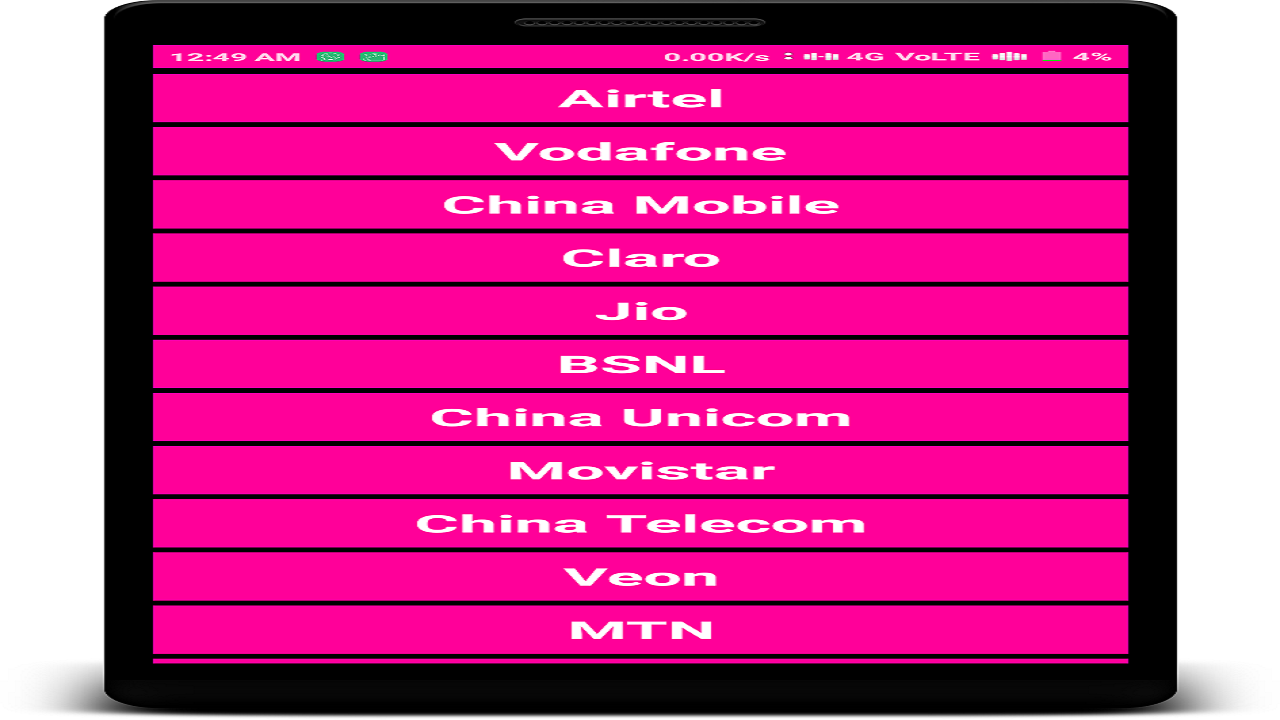 12:49 AM 0.00K/s 4G VoLTE 4%
Airtel
Vodafone
China Mobile
Claro
Jio
BSNL
China Unicom
Movistar
China Telecom
Veon
MTN